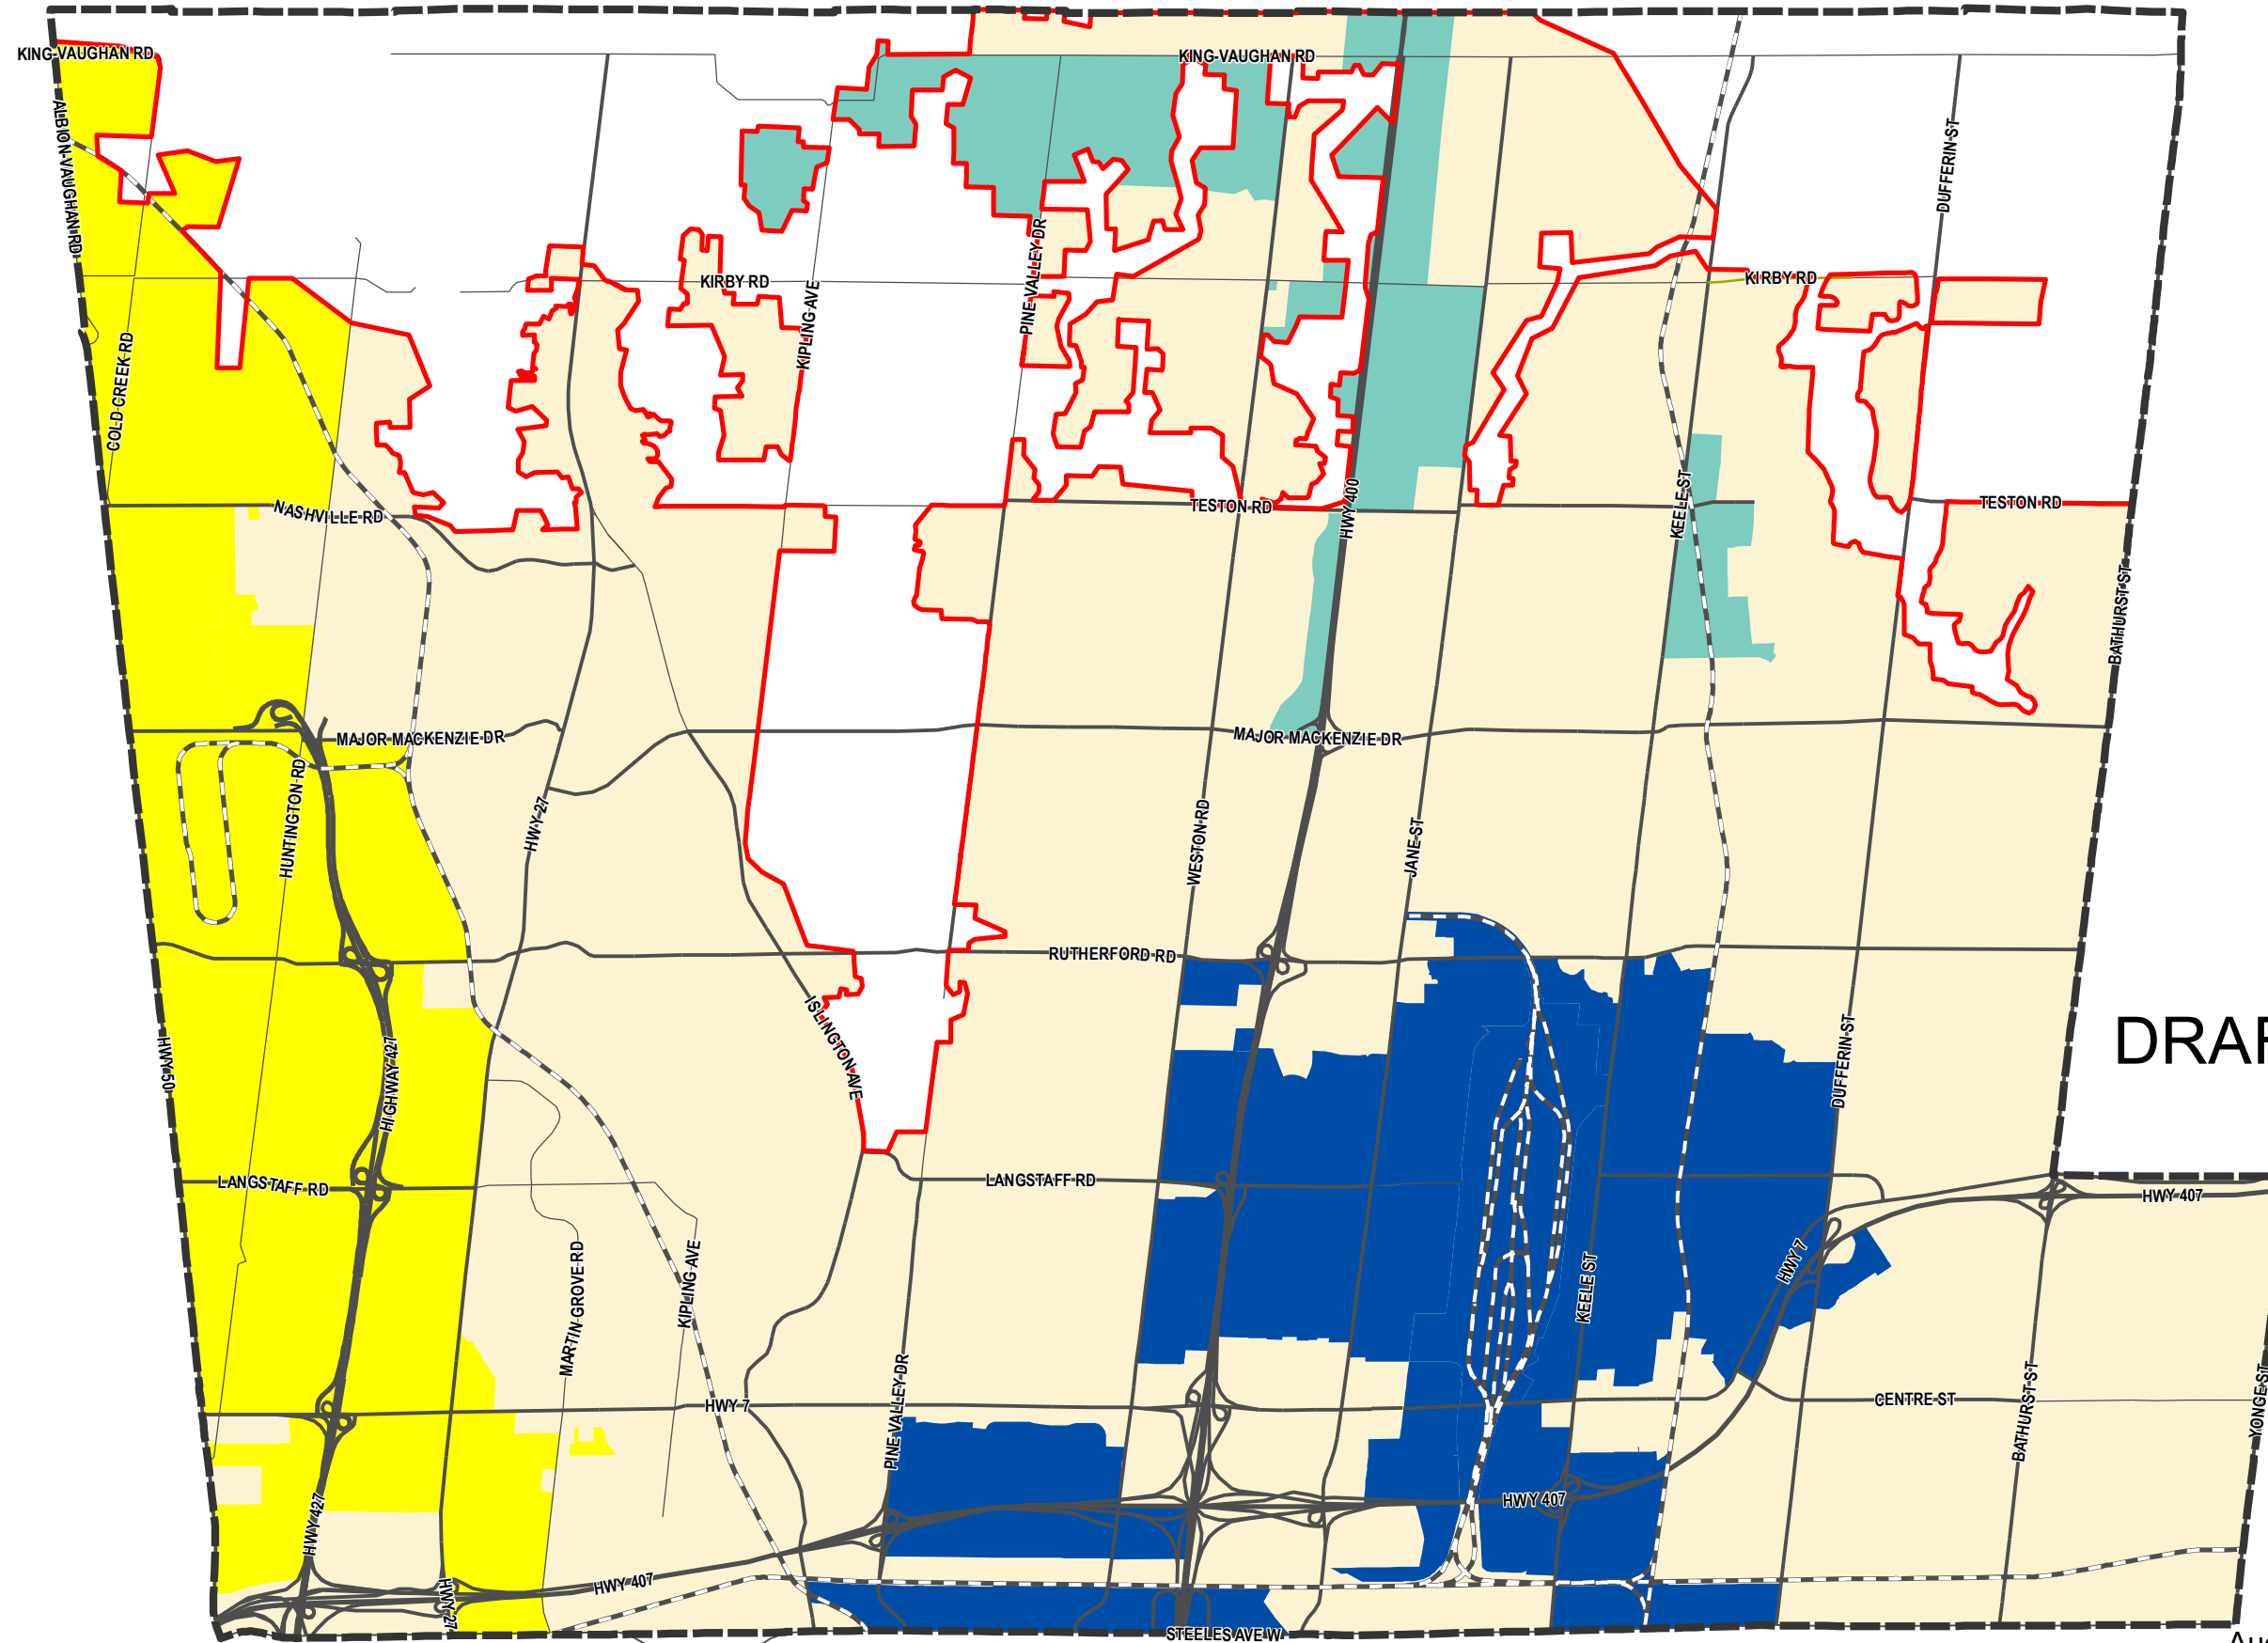 KING-VAUGHAN RD
KING-VAUGHAN RD
ALBION-VAUGHAN RD
DUFFERIN ST
PINE VALLEY DR
KIRBY RD
KIPLING AVE
KIRBY RD
COLD CREEK RD
NASHVILLE RD
TESTON RD
HWY 400
KEELE ST
TESTON RD
BATHURST ST
MAJOR MACKENZIE DR
MAJOR MACKENZIE DR
HUNTINGTON RD
HWY 27
WESTON RD
JANE ST
RUTHERFORD RD
ISLINGTON AVE
HWY 50
HIGHWAY 427
DUFFERIN ST
LANGSTAFF RD
LANGSTAFF RD
HWY 407
MARTIN GROVE RD
KIPLING AVE
KEELE ST
HWY 7
PINE VALLEY DR
HWY 7
CENTRE ST
BATHURST ST
YONGE ST
HWY 427
HWY 407
HWY 407
HWY 27
STEELES AVE W